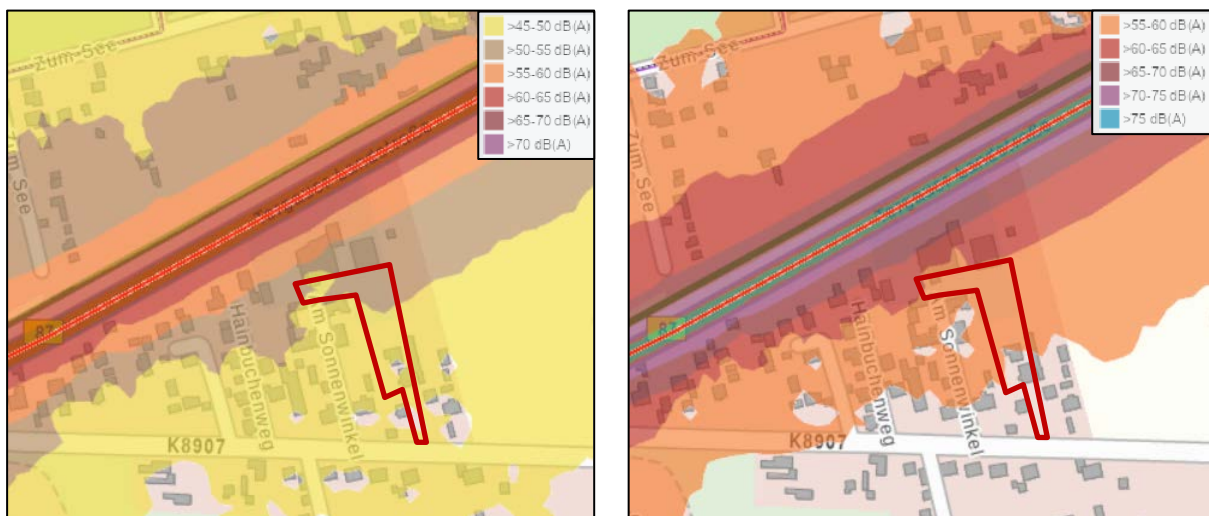 >45-50 dB(A)
>50-55 dB(A)
>55-60 dB(A)
>60-65 dB(A)
>65-70 dB(A)
>70 dB(A)
Zum See
Zum See
87
Hainbuchenweg
Am Sonnenwinkel
K8907
>55-60 dB(A)
>60-65 dB(A)
>65-70 dB(A)
>70-75 dB(A)
>75 dB(A)
Zum See
Zum See
87
Hainbuchenweg
Am Sonnenwinkel
K8907